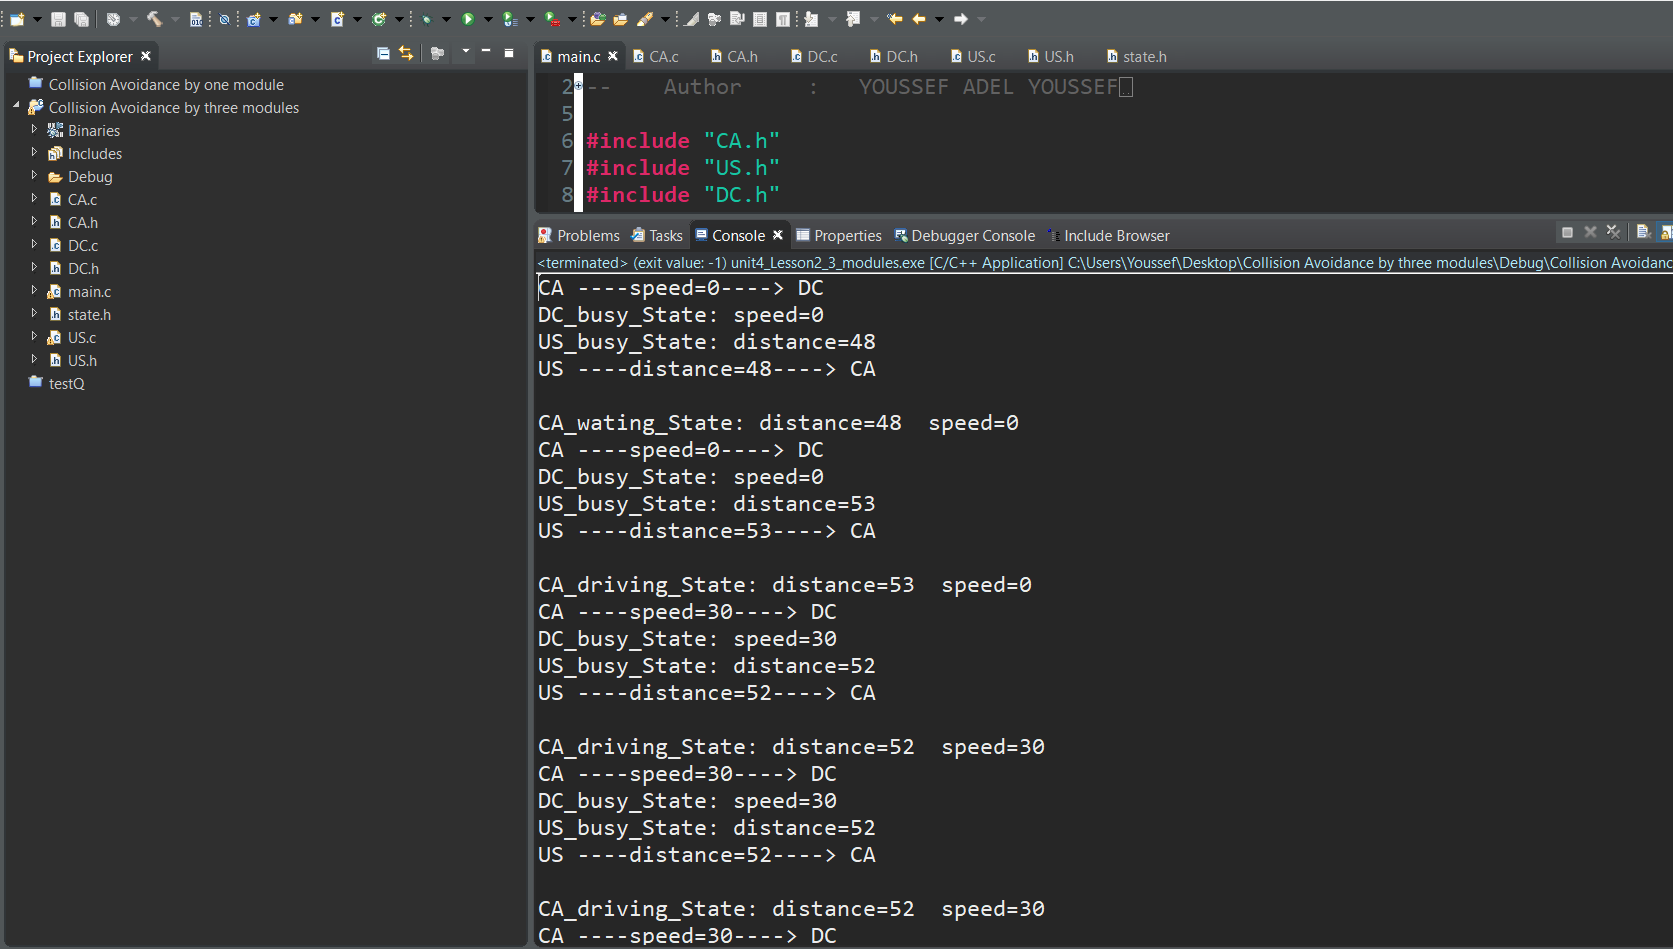 Project Explorer
Collision Avoidance by one module
Collision Avoidance by three modules
Binaries
Includes
Debug
CA.c
CA.h
DC.c
DC.h
main.c
state.h
US.c
US.h
testQ
main.c CA.c CA.h DC.c DC.h US.c US.h state.h
2 -- Author : YOUSSEF ADEL YOUSSEF
5
6 #include "CA.h"
7 #include "US.h"
8 #include "DC.h"
Problems Tasks Console Properties Debugger Console Include Browser
<terminated> (exit value: -1) unit4_Lesson2_3_modules.exe [C/C++ Application] C:\Users\Youssef\Desktop\Collision Avoidance by three modules\Debug\Collision Avoidanc
CA ----speed=0----> DC
DC_busy_State: speed=0
US_busy_State: distance=48
US ----distance=48----> CA
CA_wating_State: distance=48 speed=0
CA ----speed=0----> DC
DC_busy_State: speed=0
US_busy_State: distance=53
US ----distance=53----> CA
CA_driving_State: distance=53 speed=0
CA ----speed=30----> DC
DC_busy_State: speed=30
US_busy_State: distance=52
US ----distance=52----> CA
CA_driving_State: distance=52 speed=30
CA ----speed=30----> DC
DC_busy_State: speed=30
US_busy_State: distance=52
US ----distance=52----> CA
CA_driving_State: distance=52 speed=30
CA ----speed=30----> DC